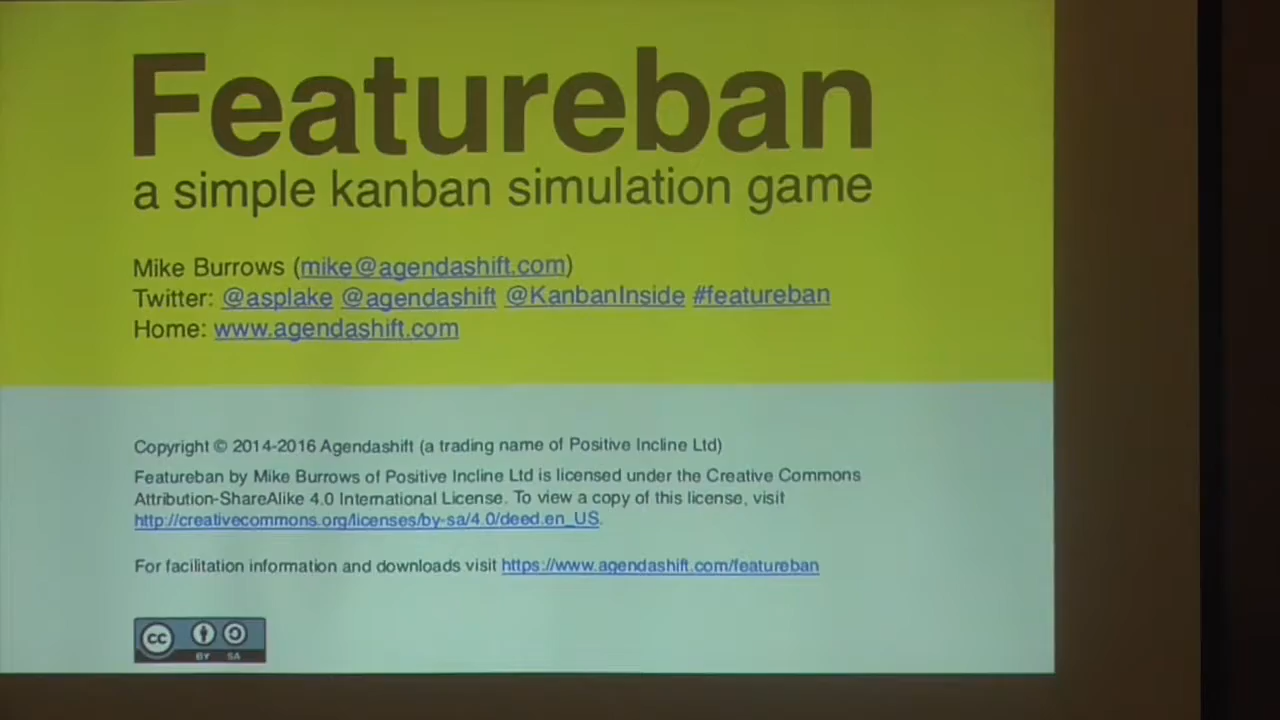 Featureban
a simple kanban simulation game
Mike Burrows (mike@agendashift.com)
Twitter: @asplake @agendashift @KanbanInside #featureban
Home: www.agendashift.com
Copyright © 2014-2016 Agendashift (a trading name of Positive Incline Ltd)
Featureban by Mike Burrows of Positive Incline Ltd is licensed under the Creative Commons
Attribution-ShareAlike 4.0 International License. To view a copy of this license, visit
http://creativecommons.org/licenses/by-sa/4.0/deed.en_US.
For facilitation information and downloads visit https://www.agendashift.com/featureban
cc
BY SA